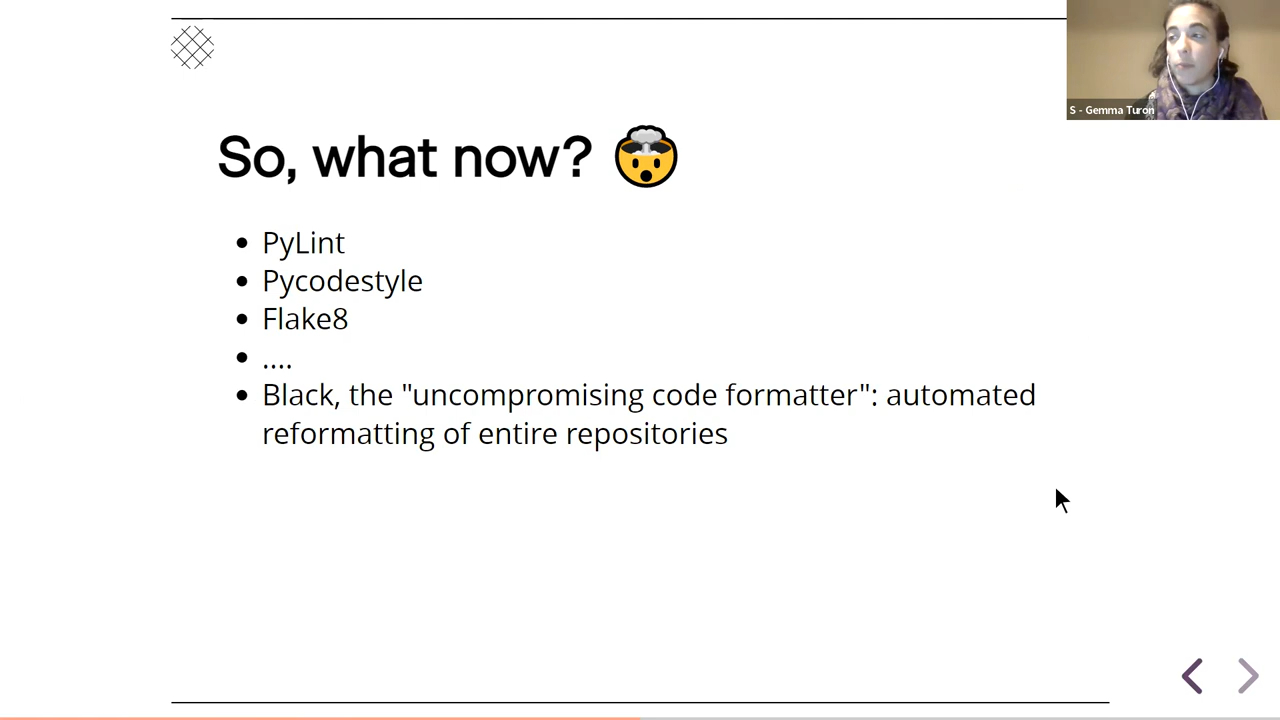 S - Gemma Turon
So, what now? 🤯
PyLint
Pycodestyle
Flake8
....
Black, the "uncompromising code formatter": automated
reformatting of entire repositories